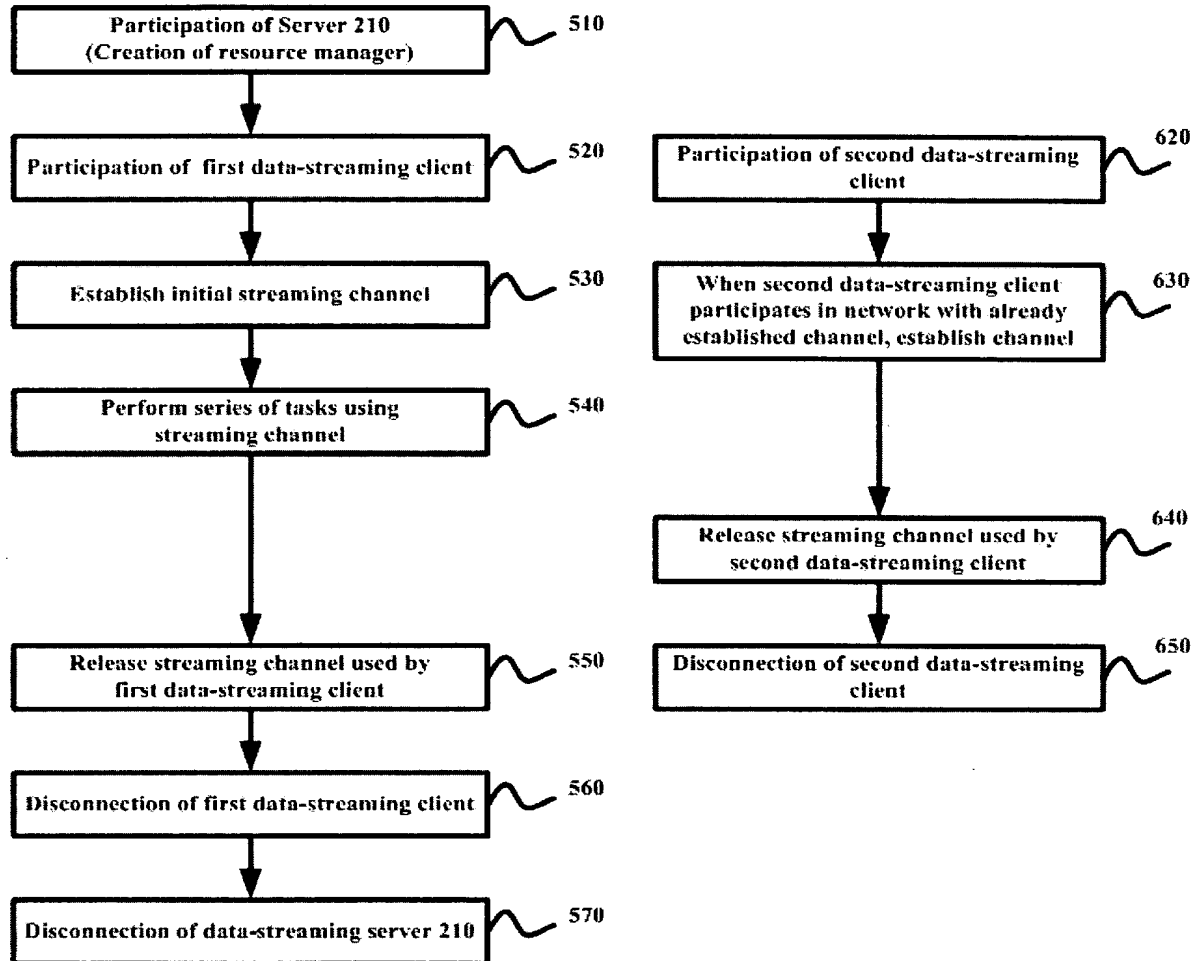 Participation of Server 210
(Creation of resource manager)
510
Participation of first data-streaming client
520
Establish initial streaming channel
530
Perform series of tasks using
streaming channel
540
Release streaming channel used by
first data-streaming client
550
Disconnection of first data-streaming client
560
Disconnection of data-streaming server 210
570
Participation of second data-streaming
client
620
When second data-streaming client
participates in network with already
established channel, establish channel
630
Release streaming channel used by
second data-streaming client
640
Disconnection of second data-streaming
client
650